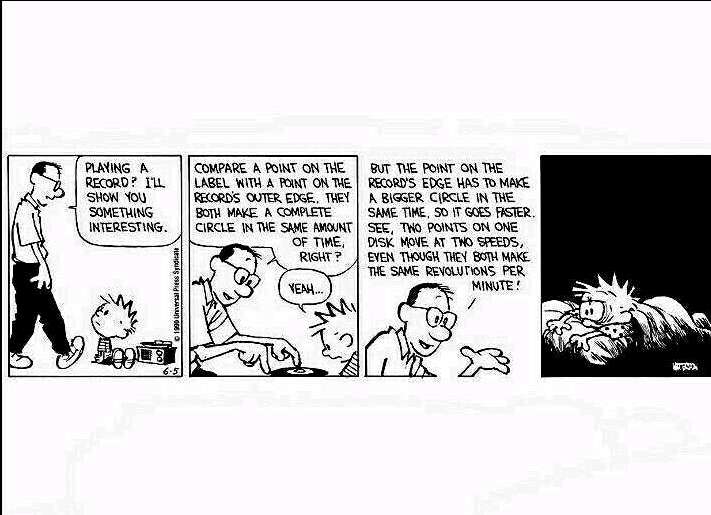 PLAYING A
RECORD? I'LL
SHOW YOU
SOMETHING
INTERESTING.
© 1990 Universal Press Syndicate
6-5
COMPARE A POINT ON THE
LABEL WITH A POINT ON THE
RECORD'S OUTER EDGE. THEY
BOTH MAKE A COMPLETE
CIRCLE IN THE SAME AMOUNT
OF TIME,
RIGHT?
YEAH...
BUT THE POINT ON THE
RECORD'S EDGE HAS TO MAKE
A BIGGER CIRCLE IN THE
SAME TIME, SO IT GOES FASTER.
SEE, TWO POINTS ON ONE
DISK MOVE AT TWO SPEEDS,
EVEN THOUGH THEY BOTH MAKE
THE SAME REVOLUTIONS PER
MINUTE!